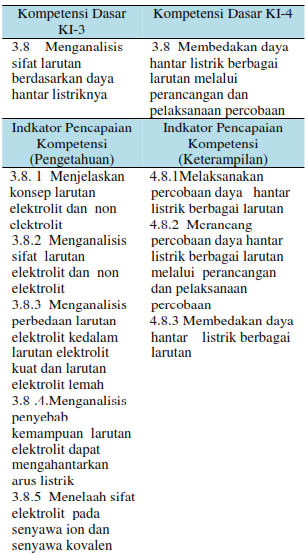 Kompetensi Dasar
KI-3
Kompetensi Dasar KI-4
3.8 Menganalisis
sifat larutan
berdasarkan daya
hantar listriknya
3.8 Membedakan daya
hantar listrik berbagai
larutan melalui
perancangan dan
pelaksanaan percobaan
Indkator Pencapaian
Kompetensi
(Pengetahuan)
Indikator Pencapaian
Kompetensi
(Keterampilan)
3.8. 1 Menjelaskan
konsep larutan
elektrolit dan non
elektrolit
3.8.2 Menganalisis
sifat larutan
elektrolit dan non
elektrolit
3.8.3 Menganalisis
perbedaan larutan
elektrolit kedalam
larutan elektrolit
kuat dan larutan
elektrolit lemah
3.8 .4.Menganalisis
penyebab
kemampuan larutan
elektrolit dapat
mengahantarkan
arus listrik
3.8.5 Menelaah sifat
elektrolit pada
senyawa ion dan
senyawa kovalen
4.8.1Melaksanakan
percobaan daya hantar
listrik berbagai larutan
4.8.2 Merancang
percobaan daya hantar
listrik berbagai larutan
melalui perancangan
dan pelaksanaan
percobaan
4.8.3 Membedakan daya
hantar listrik berbagai
larutan